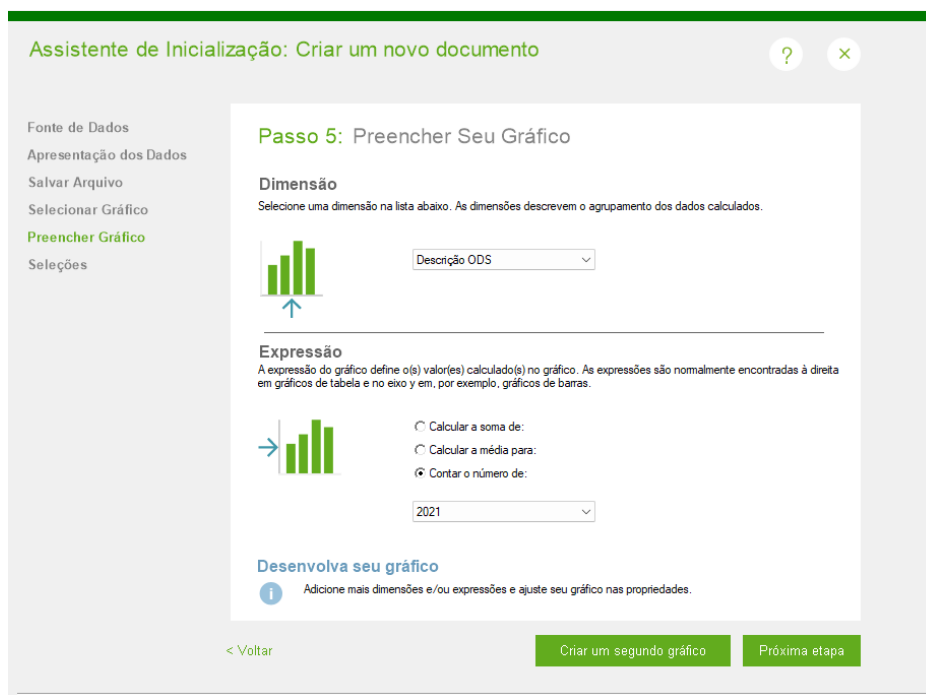 Assistente de Inicialização: Criar um novo documento
?
×
Fonte de Dados
Apresentação dos Dados
Salvar Arquivo
Selecionar Gráfico
Preencher Gráfico
Seleções
Passo 5: Preencher Seu Gráfico
Dimensão
Selecione uma dimensão na lista abaixo. As dimensões descrevem o agrupamento dos dados calculados.
Descrição ODS
Expressão
A expressão do gráfico define o(s) valor(es) calculado(s) no gráfico. As expressões são normalmente encontradas à direita
em gráficos de tabela e no eixo y em, por exemplo, gráficos de barras.
Calcular a soma de:
Calcular a média para:
Contar o número de:
2021
Desenvolva seu gráfico
i
Adicione mais dimensões e/ou expressões e ajuste seu gráfico nas propriedades.
< Voltar
Criar um segundo gráfico
Próxima etapa